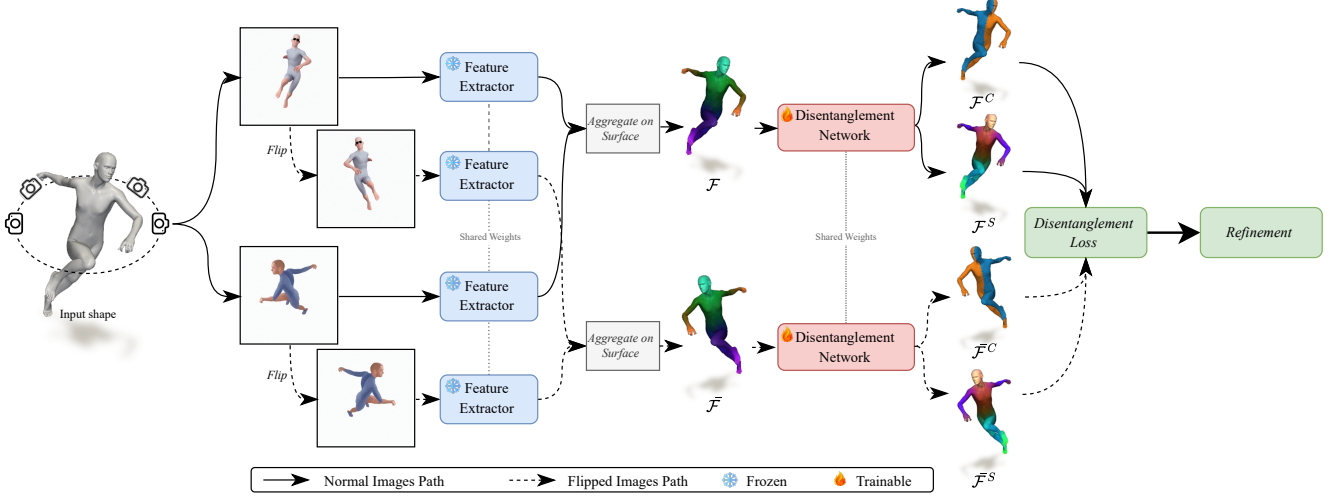 Input shape
Flip
Flip
Feature
Extractor
Feature
Extractor
Shared Weights
Feature
Extractor
Feature
Extractor
Aggregate on
Surface
Aggregate on
Surface
ℱ
ℱ̄
Disentanglement
Network
Shared Weights
Disentanglement
Network
ℱ^C
ℱ^S
ℱ̄^C
ℱ̄^S
Disentanglement
Loss
Refinement
Normal Images Path
Flipped Images Path
Frozen
Trainable